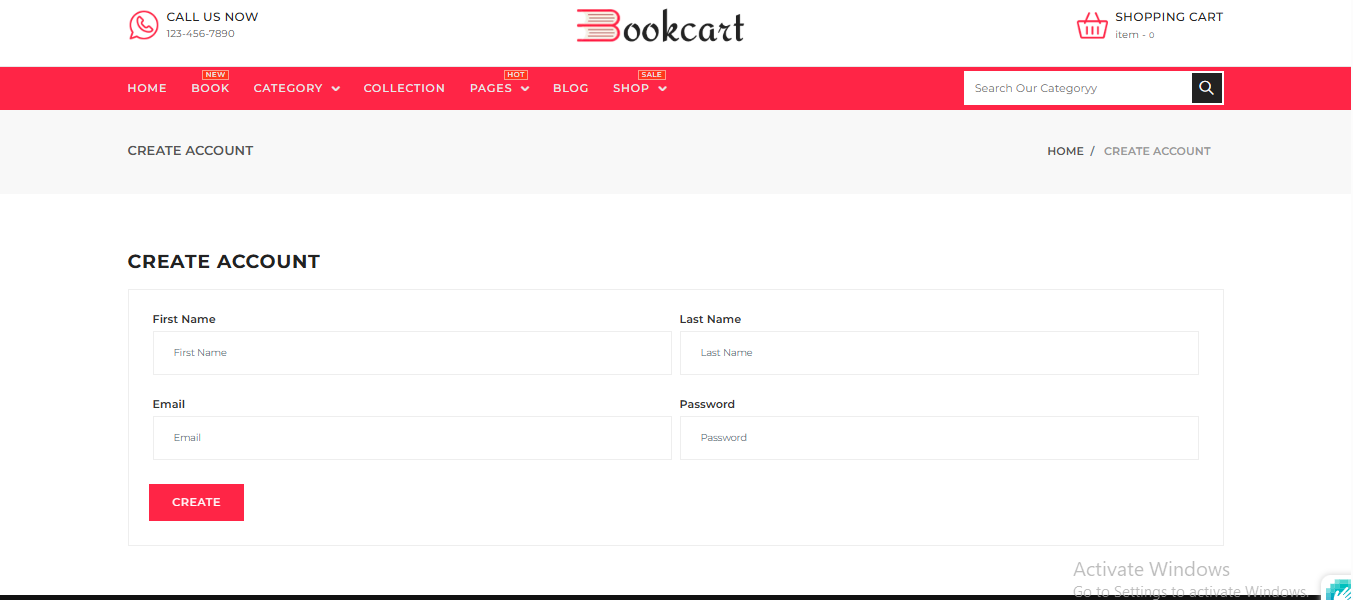 CALL US NOW
123-456-7890
Bookcart
SHOPPING CART
item - 0
NEW
HOT
SALE
HOME BOOK CATEGORY COLLECTION PAGES BLOG SHOP
Search Our Categoryy
CREATE ACCOUNT
HOME / CREATE ACCOUNT
CREATE ACCOUNT
First Name Last Name
First Name Last Name
Email Password
Email Password
CREATE
Activate Windows
Go to Settings to activate Windows.